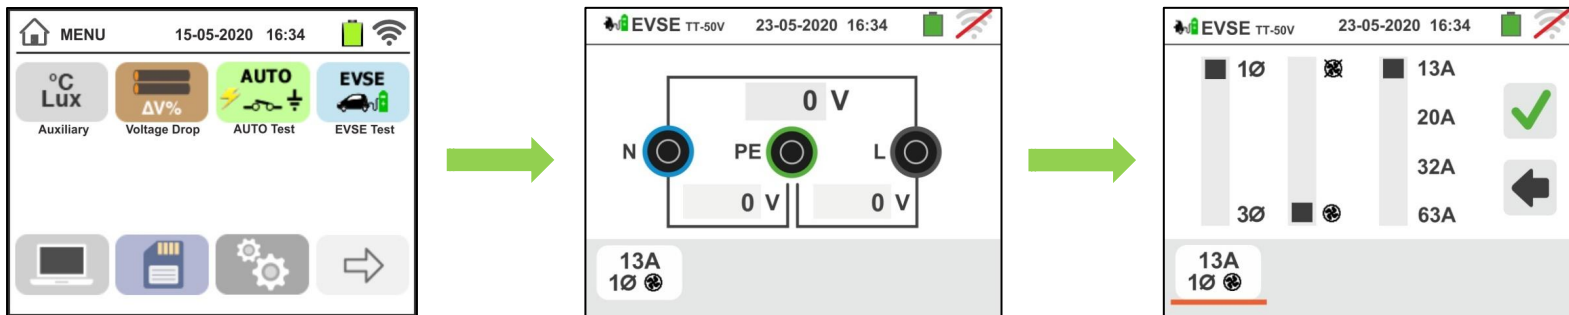 MENU 15-05-2020 16:34
°C
Lux
ΔV%
AUTO
EVSE
Auxiliary Voltage Drop AUTO Test EVSE Test
EVSE TT-50V 23-05-2020 16:34
0 V
N PE L
0 V 0 V
13A
1Ø
EVSE TT-50V 23-05-2020 16:34
1Ø 13A
20A
32A
3Ø 63A
13A
1Ø